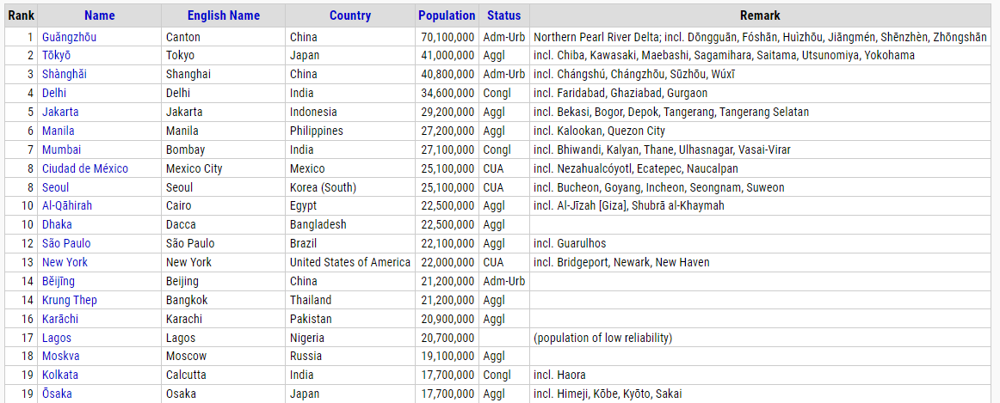 Rank Name English Name Country Population Status Remark
1 Guǎngzhōu Canton China 70,100,000 Adm-Urb Northern Pearl River Delta; incl. Dōngguān, Fóshān, Huìzhōu, Jiāngmén, Shēnzhèn, Zhōngshān
2 Tōkyō Tokyo Japan 41,000,000 Aggl incl. Chiba, Kawasaki, Maebashi, Sagamihara, Saitama, Utsunomiya, Yokohama
3 Shànghǎi Shanghai China 40,800,000 Adm-Urb incl. Chángshú, Chángzhōu, Sūzhōu, Wúxī
4 Delhi Delhi India 34,600,000 Congl incl. Faridabad, Ghaziabad, Gurgaon
5 Jakarta Jakarta Indonesia 29,200,000 Aggl incl. Bekasi, Bogor, Depok, Tangerang, Tangerang Selatan
6 Manila Manila Philippines 27,200,000 Aggl incl. Kalookan, Quezon City
7 Mumbai Bombay India 27,100,000 Congl incl. Bhiwandi, Kalyan, Thane, Ulhasnagar, Vasai-Virar
8 Ciudad de México Mexico City Mexico 25,100,000 CUA incl. Nezahualcóyotl, Ecatepec, Naucalpan
8 Seoul Seoul Korea (South) 25,100,000 CUA incl. Bucheon, Goyang, Incheon, Seongnam, Suweon
10 Al-Qāhirah Cairo Egypt 22,500,000 Aggl incl. Al-Jīzah [Giza], Shubrā al-Khaymah
10 Dhaka Dacca Bangladesh 22,500,000 Aggl
12 São Paulo São Paulo Brazil 22,100,000 Aggl incl. Guarulhos
13 New York New York United States of America 22,000,000 CUA incl. Bridgeport, Newark, New Haven
14 Běijīng Beijing China 21,200,000 Adm-Urb
14 Krung Thep Bangkok Thailand 21,200,000 Aggl
16 Karāchi Karachi Pakistan 20,900,000 Aggl
17 Lagos Lagos Nigeria 20,700,000 (population of low reliability)
18 Moskva Moscow Russia 19,100,000 Aggl
19 Kolkata Calcutta India 17,700,000 Congl incl. Haora
19 Ōsaka Osaka Japan 17,700,000 Aggl incl. Himeji, Kōbe, Kyōto, Sakai